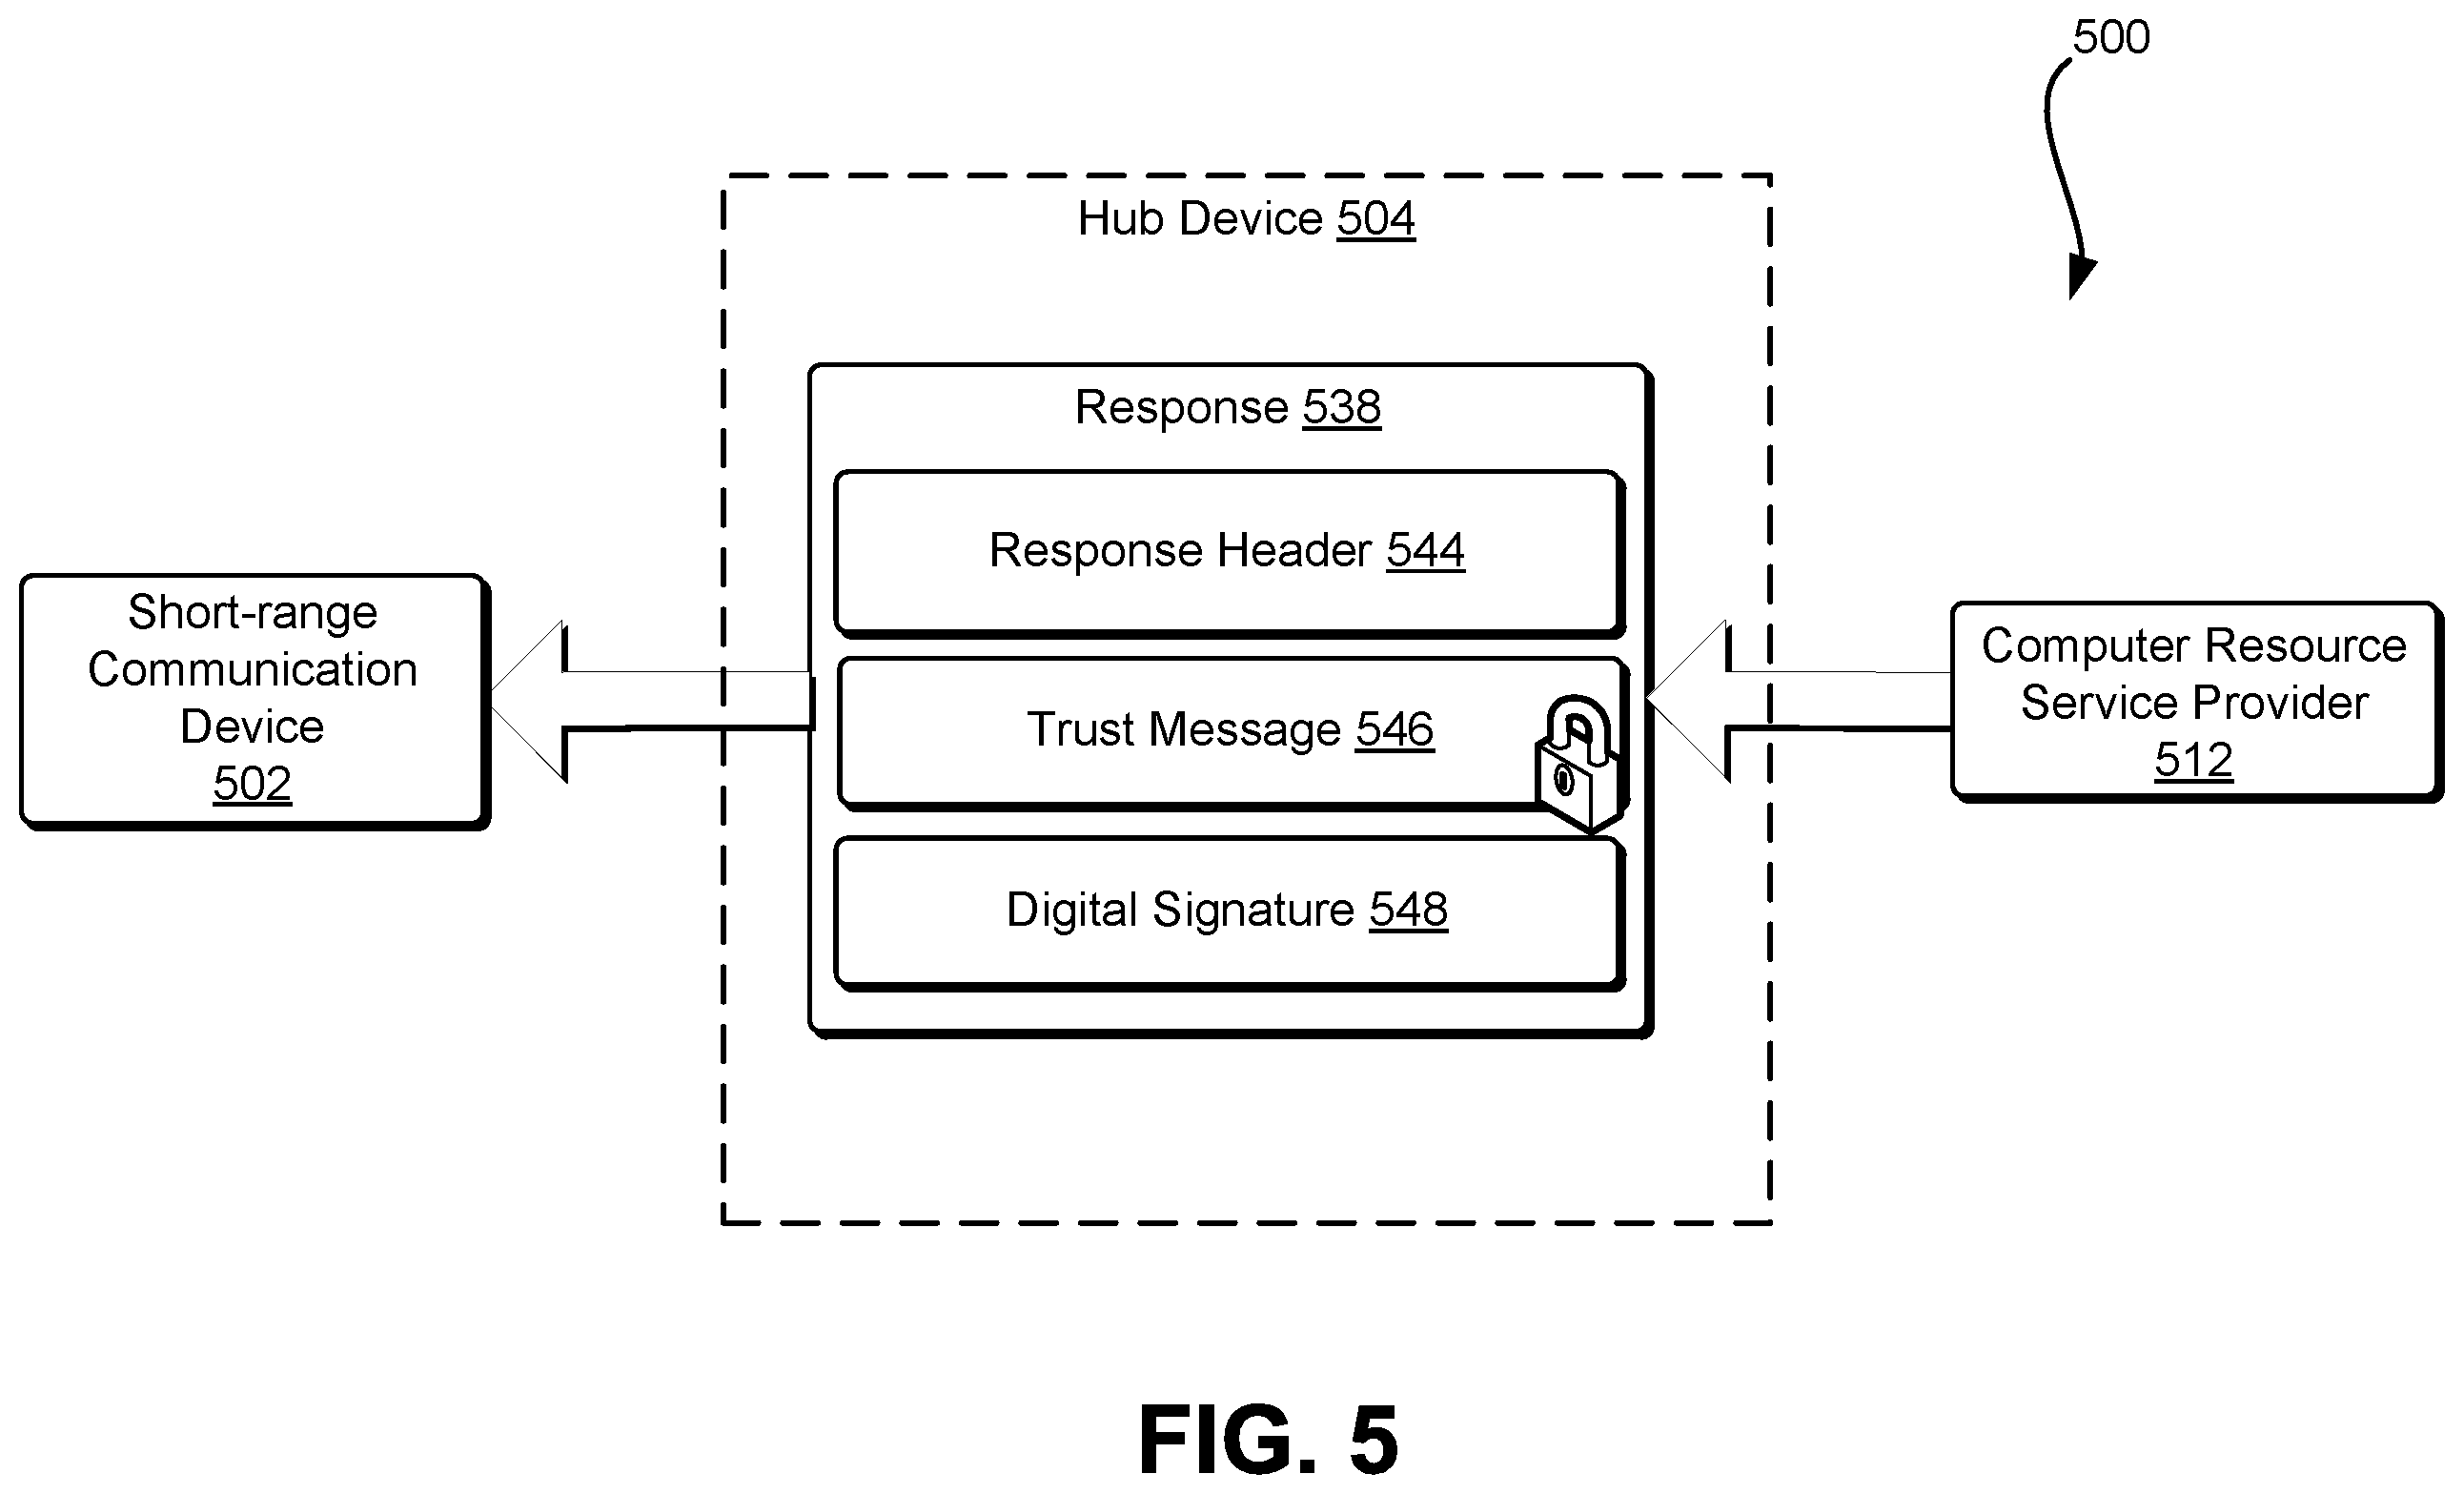 500
Hub Device 504
Response 538
Response Header 544
Short-range
Communication
Device
502
Trust Message 546
Computer Resource
Service Provider
512
Digital Signature 548
FIG. 5